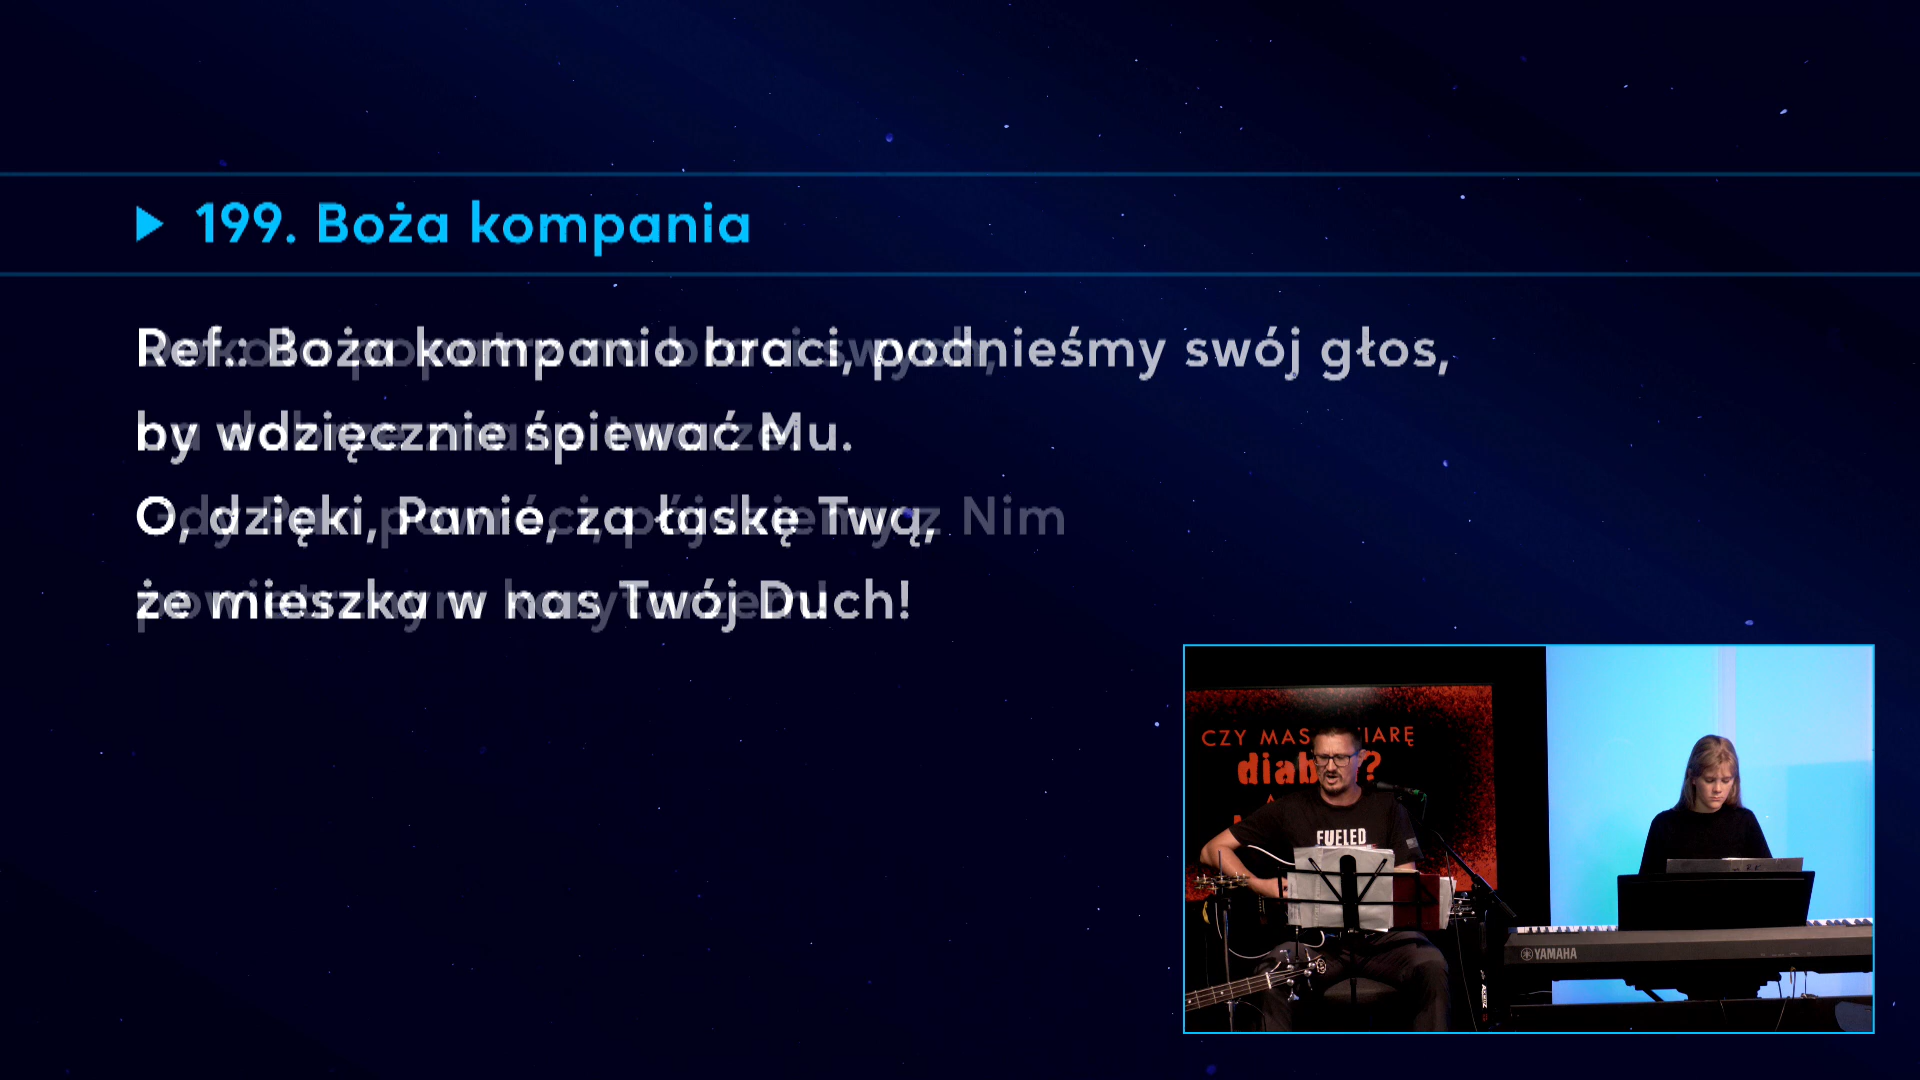 199. Boża kompania
Ref.: Boża kompanio braci, podnieśmy swój głos,
by wdzięcznie śpiewać Mu.
O, dzięki, Panie, za łaskę Twą,
że mieszka w nas Twój Duch!
z Nim
CZY
diab ?
FUELED
YAMAHA